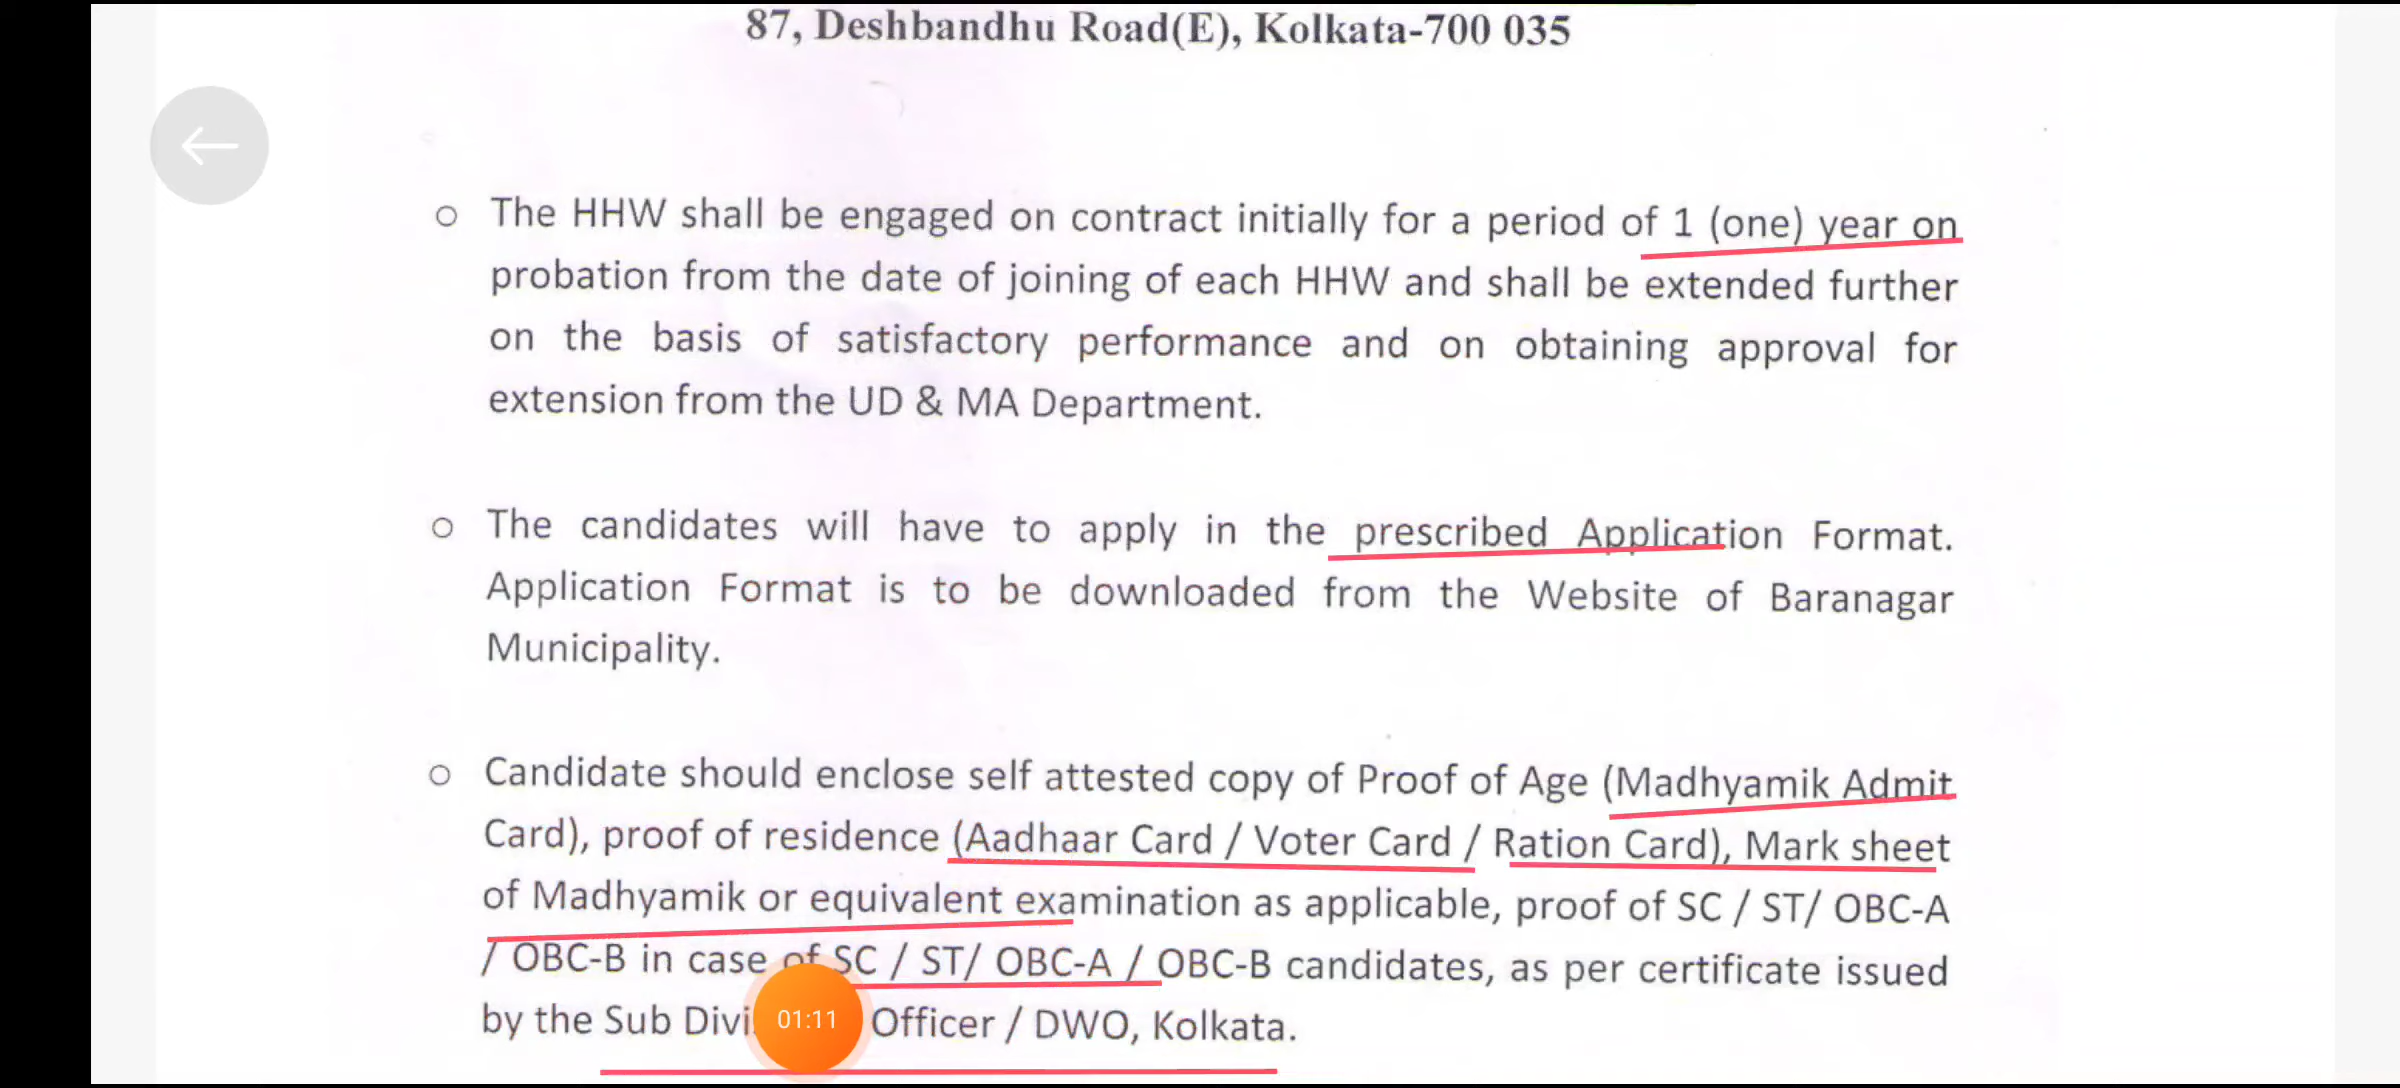 87, Deshbandhu Road(E), Kolkata-700 035
o The HHW shall be engaged on contract initially for a period of 1 (one) year on
probation from the date of joining of each HHW and shall be extended further
on the basis of satisfactory performance and on obtaining approval for
extension from the UD & MA Department.
o The candidates will have to apply in the prescribed Application Format.
Application Format is to be downloaded from the Website of Baranagar
Municipality.
o Candidate should enclose self attested copy of Proof of Age (Madhyamik Admit
Card), proof of residence (Aadhaar Card / Voter Card / Ration Card), Mark sheet
of Madhyamik or equivalent examination as applicable, proof of SC / ST/ OBC-A
/ OBC-B in case of SC / ST/ OBC-A / OBC-B candidates, as per certificate issued
by the Sub Divi 01:11 Officer / DWO, Kolkata.